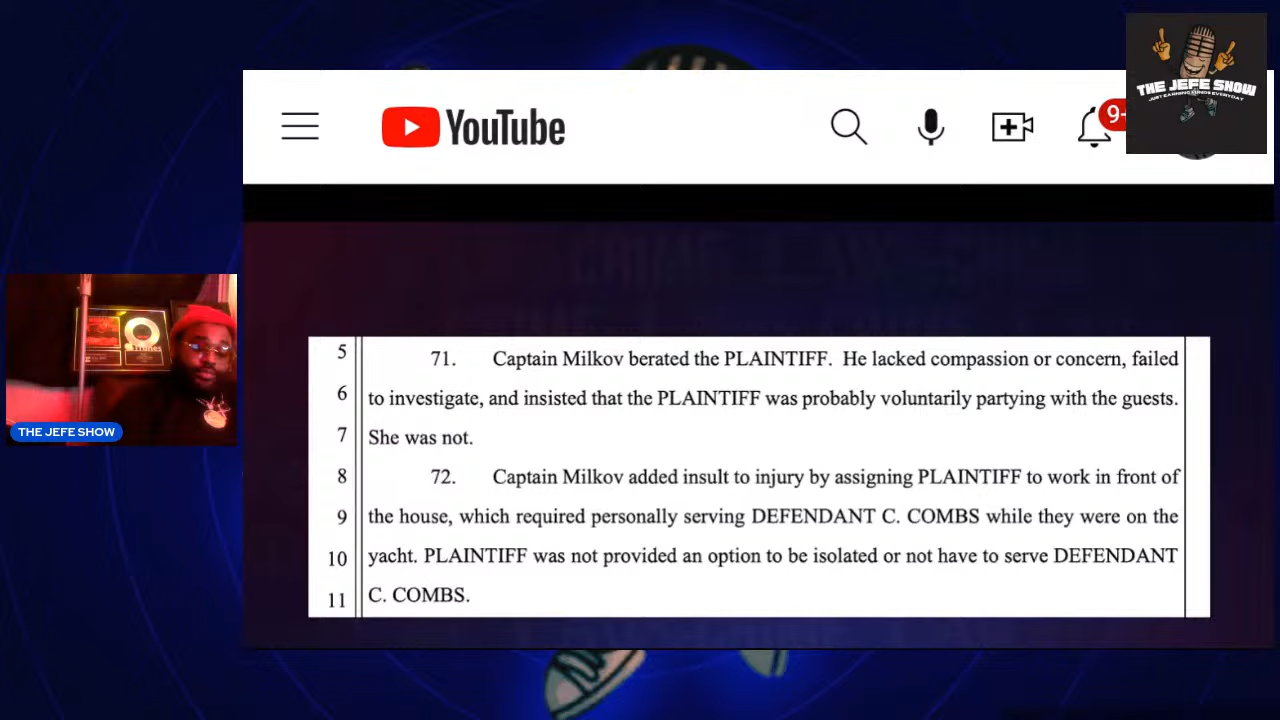 YouTube
9+
THE JEFE SHOW
JUST EARNING FUNDS EVERYDAY
5 71. Captain Milkov berated the PLAINTIFF. He lacked compassion or concern, failed
6 to investigate, and insisted that the PLAINTIFF was probably voluntarily partying with the guests.
7 She was not.
8 72. Captain Milkov added insult to injury by assigning PLAINTIFF to work in front of
9 the house, which required personally serving DEFENDANT C. COMBS while they were on the
10 yacht. PLAINTIFF was not provided an option to be isolated or not have to serve DEFENDANT
11 C. COMBS.
THE JEFE SHOW